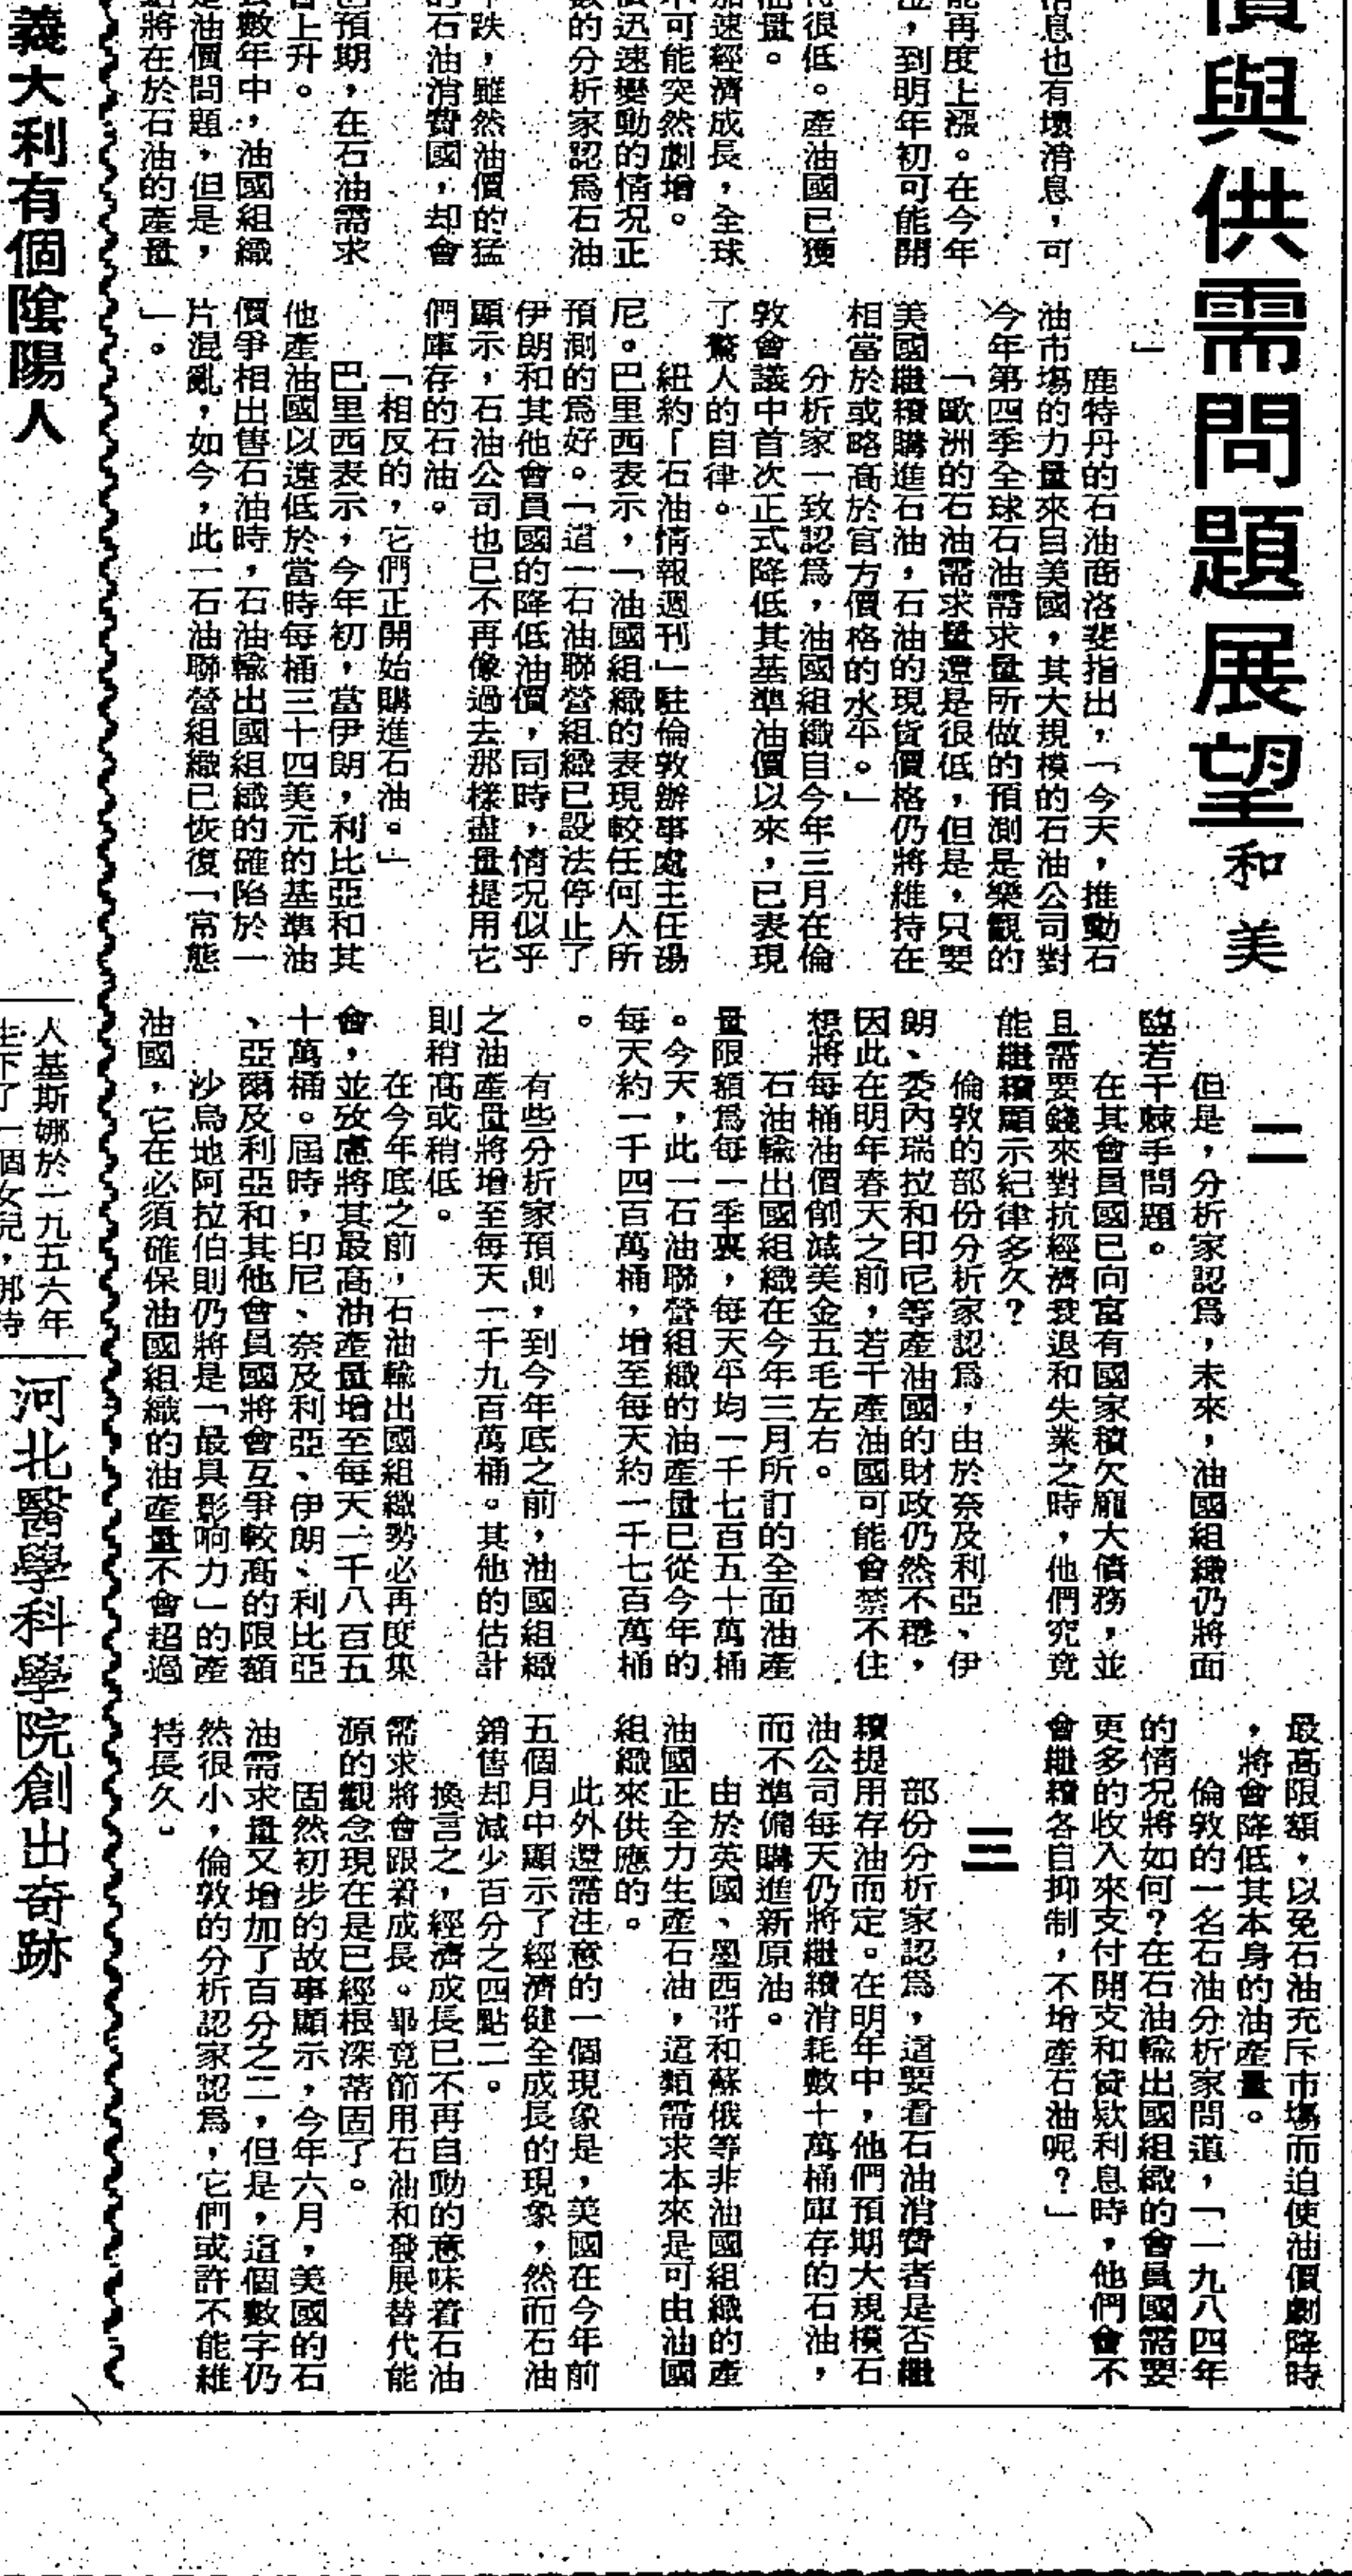 價與供需問題展望
和美
消息也有壞消息，可
能再度上漲。在今年
，到明年初可能開
得很低。產油國已獲
油量。
加速經濟成長，全球
不可能突然劇增。
價迅速變動的情況正
數的分析家認為石油
下跌，雖然油價的猛
的石油消費國，却會
預期，在石油需求
上升。
數年中，油國組織
是油價問題，但是，
將在於石油的產量
」
鹿特丹的石油商洛斐指出，「今天，推動石
油市場的力量來自美國，其大規模的石油公司對
今年第四季全球石油需求量所做的預測是樂觀的
「歐洲的石油需求量還是很低，但是，只要
美國繼續購進石油，石油的現貨價格仍將維持在
相當於或略高於官方價格的水平。」
分析家一致認為，油國組織自今年三月在倫
敦會議中首次正式降低其基準油價以來，已表現
了驚人的自律。
紐約「石油情報週刊」駐倫敦辦事處主任湯
尼。巴里西表示，「油國組織的表現較任何人所
預測的為好。「這一石油聯營組織已設法停止了
伊朗和其他會員國的降低油價，同時，情況似乎
顯示，石油公司也已不再像過去那樣盡量提用它
們庫存的石油。
「相反的，它們正開始購進石油。」
巴里西表示，今年初，當伊朗，利比亞和其
他產油國以遠低於當時每桶三十四美元的基準油
價爭相出售石油時，石油輸出國組織的確陷於一
片混亂，如今，此一石油聯營組織已恢復「常態
」。
二
但是，分析家認為，未來，油國組織仍將面
臨若干棘手問題。
在其會員國已向富有國家積欠龐大債務，並
且需要錢來對抗經濟衰退和失業之時，他們究竟
能繼續顯示紀律多久？
倫敦的部份分析家認為，由於奈及利亞、伊
朗、委內瑞拉和印尼等產油國的財政仍然不穩，
因此在明年春天之前，若干產油國可能會禁不住
想將每桶油價削減美金五毛左右。
石油輸出國組織在今年三月所訂的全面油產
量限額為每一季裏，每天平均一千七百五十萬桶
。今天，此一石油聯營組織的油產量已從今年的
每天約一千四百萬桶，增至每天約一千七百萬桶
。
有些分析家預測，到今年底之前，油國組織
之油產量將增至每天一千九百萬桶。其他的估計
則稍高或稍低。
在今年底之前，石油輸出國組織勢必再度集
會，並攷慮將其最高油產量增至每天一千八百五
十萬桶。屆時，印尼、奈及利亞、伊朗、利比亞
、亞爾及利亞和其他會員國將會互爭較高的限額
沙烏地阿拉伯則仍將是「最具影响力」的產
油國，它在必須確保油國組織的油產量不會超過
最高限額，以免石油充斥市場而迫使油價劇降時
，將會降低其本身的油產量。
倫敦的一名石油分析家問道，「一九八四年
的情況將如何？在石油輸出國組織的會員國需要
更多的收入來支付開支和貸款利息時，他們會不
會繼續各自抑制，不增產石油呢？」
三
部份分析家認為，這要看石油消費者是否繼
續提用存油而定。在明年中，他們預期大規模石
油公司每天仍將繼續消耗數十萬桶庫存的石油，
而不準備購進新原油。
由於英國、墨西哥和蘇俄等非油國組織的產
油國正全力生產石油，這類需求本來是可由油國
組織來供應的。
此外還需注意的一個現象是，美國在今年前
五個月中顯示了經濟健全成長的現象，然而石油
銷售却減少百分之四點二。
換言之，經濟成長已不再自動的意味着石油
需求將會跟着成長。畢竟節用石油和發展替代能
源的觀念現在是已經根深蒂固了。
固然初步的故事顯示，今年六月，美國的石
油需求量又增加了百分之二，但是，這個數字仍
然很小，倫敦的分析認家認為，它們或許不能維
持長久。
義大利有個陰陽人
人基斯娜於一九五六年
生下了一個女兒，那時
河北醫學科學院創出奇跡